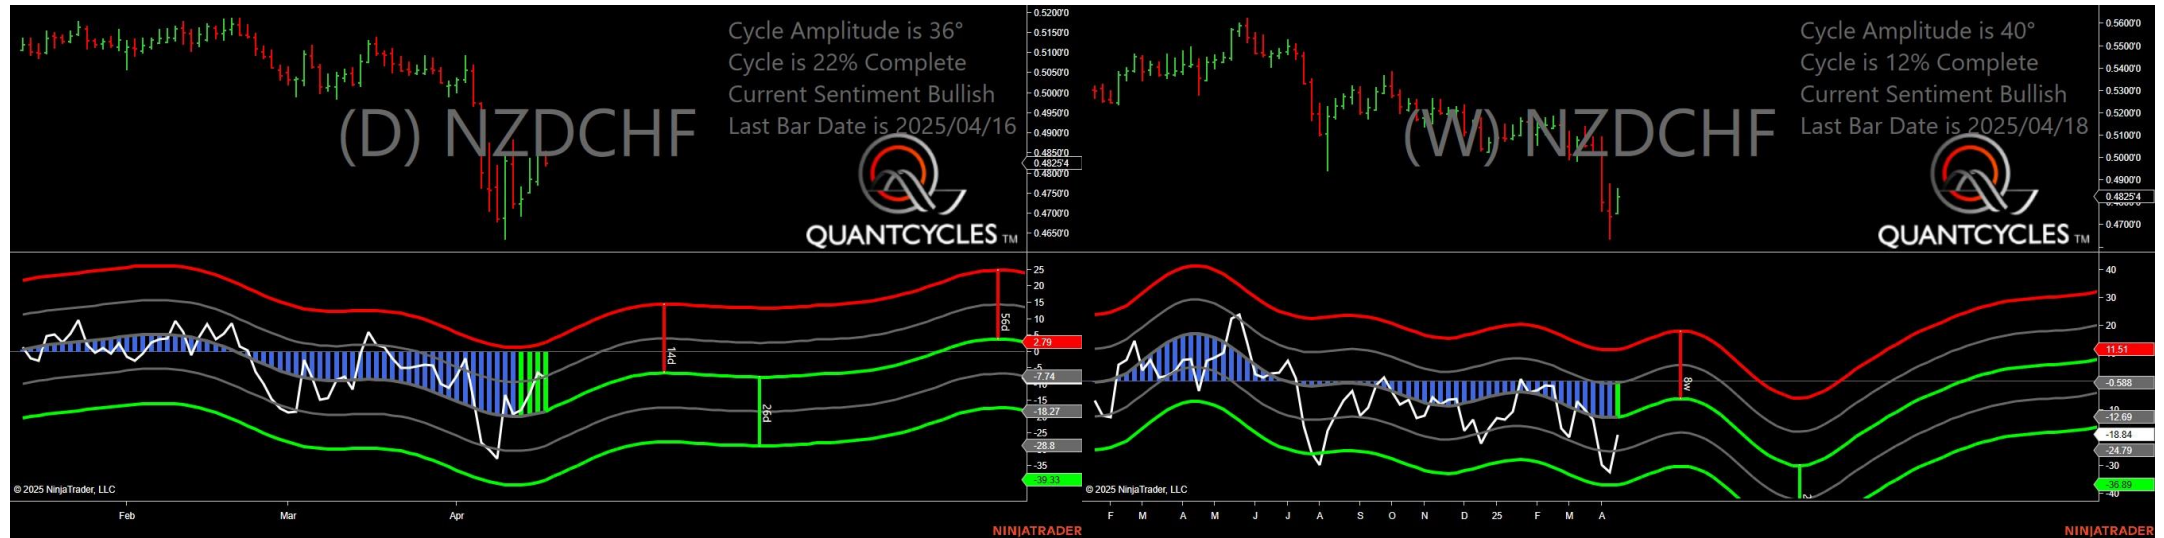 Cycle Amplitude is 36°
Cycle is 22% Complete
Current Sentiment Bullish
Last Bar Date is 2025/04/16
(D) NZDCHF
QUANTCYCLES TM
0.5200'0
0.5150'0
0.5100'0
0.5050'0
0.5000'0
0.4950'0
0.4900'0
0.4850'0
0.4825'4
0.4800'0
0.4750'0
0.4700'0
0.4650'0
14d
26d
56d
25
20
15
10
5
2.79
0
-5
-7.74
-10
-15
-18.27
-25
-28.8
-35
-39.33
© 2025 NinjaTrader, LLC
Feb
Mar
Apr
NINJATRADER
Cycle Amplitude is 40°
Cycle is 12% Complete
Current Sentiment Bullish
Last Bar Date is 2025/04/18
(W) NZDCHF
QUANTCYCLES TM
0.5600'0
0.5500'0
0.5400'0
0.5300'0
0.5200'0
0.5100'0
0.5000'0
0.4900'0
0.4825'4
0.4700'0
8w
40
30
20
11.51
-0.588
-12.69
-18.84
-24.79
-30
-36.89
-40
© 2025 NinjaTrader, LLC
F
M
A
M
J
J
A
S
O
N
D
25
F
M
A
NINJATRADER